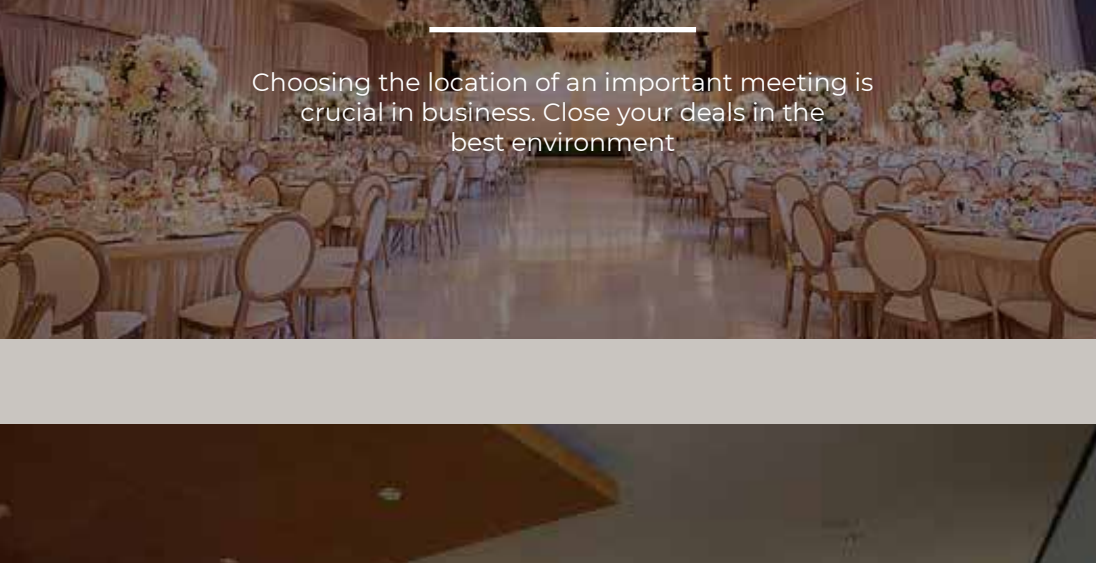 Choosing the location of an important meeting is
crucial in business. Close your deals in the
best environment